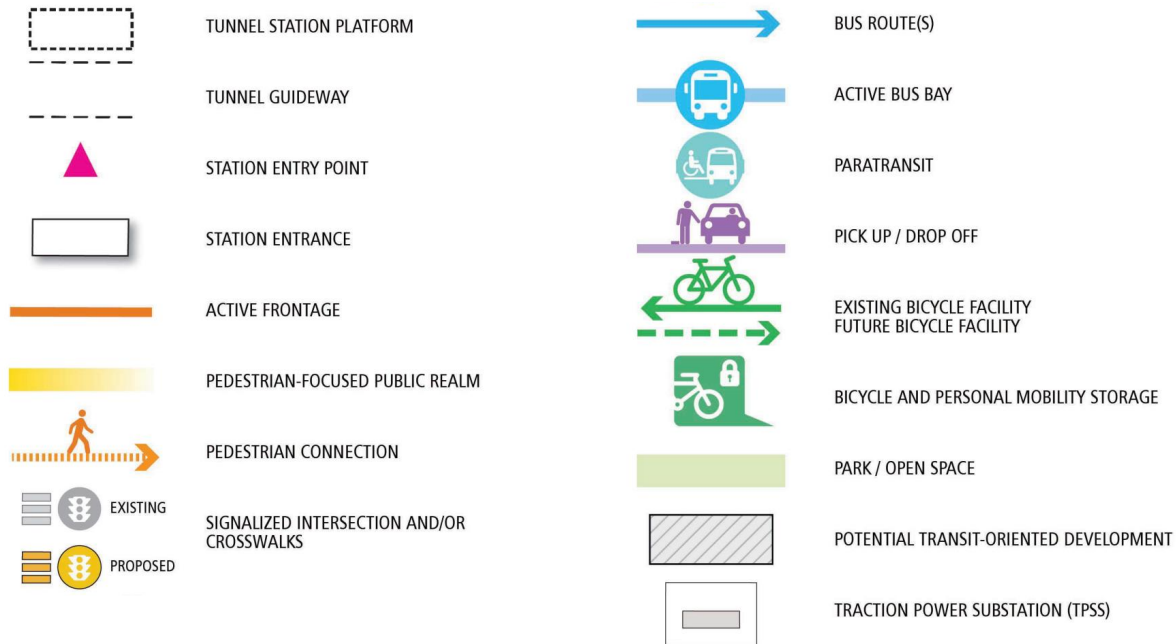 TUNNEL STATION PLATFORM
TUNNEL GUIDEWAY
STATION ENTRY POINT
STATION ENTRANCE
ACTIVE FRONTAGE
PEDESTRIAN-FOCUSED PUBLIC REALM
PEDESTRIAN CONNECTION
EXISTING
PROPOSED
SIGNALIZED INTERSECTION AND/OR
CROSSWALKS
BUS ROUTE(S)
ACTIVE BUS BAY
PARATRANSIT
PICK UP / DROP OFF
EXISTING BICYCLE FACILITY
FUTURE BICYCLE FACILITY
BICYCLE AND PERSONAL MOBILITY STORAGE
PARK / OPEN SPACE
POTENTIAL TRANSIT-ORIENTED DEVELOPMENT
TRACTION POWER SUBSTATION (TPSS)